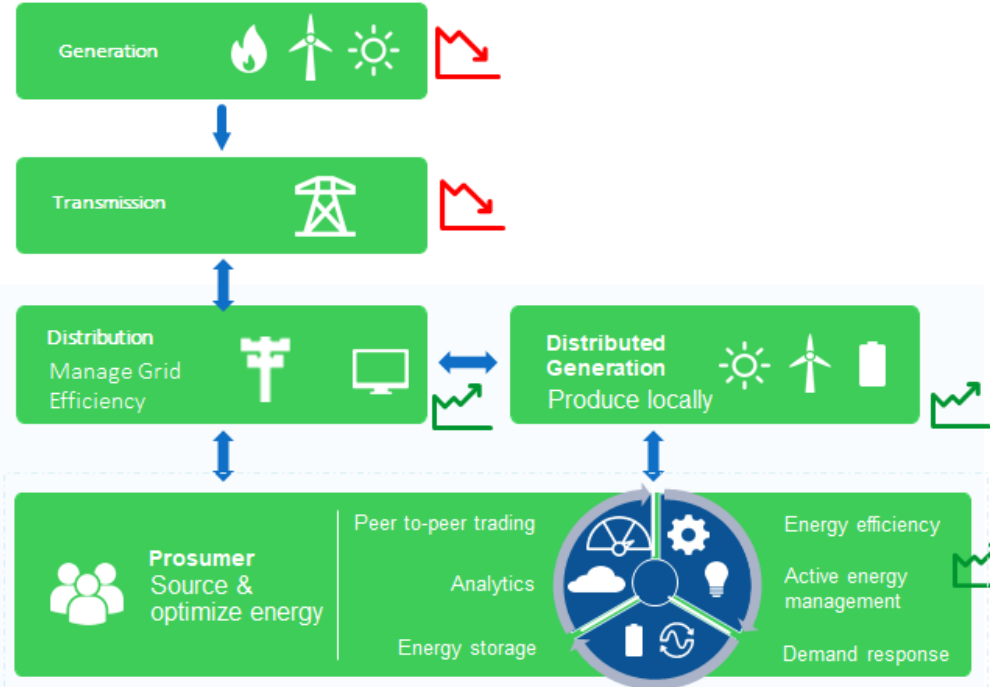 Generation
Transmission
Distribution
Manage Grid
Efficiency
Distributed
Generation
Produce locally
Prosumer
Source &
optimize energy
Peer to-peer trading
Analytics
Energy storage
Energy efficiency
Active energy
management
Demand response